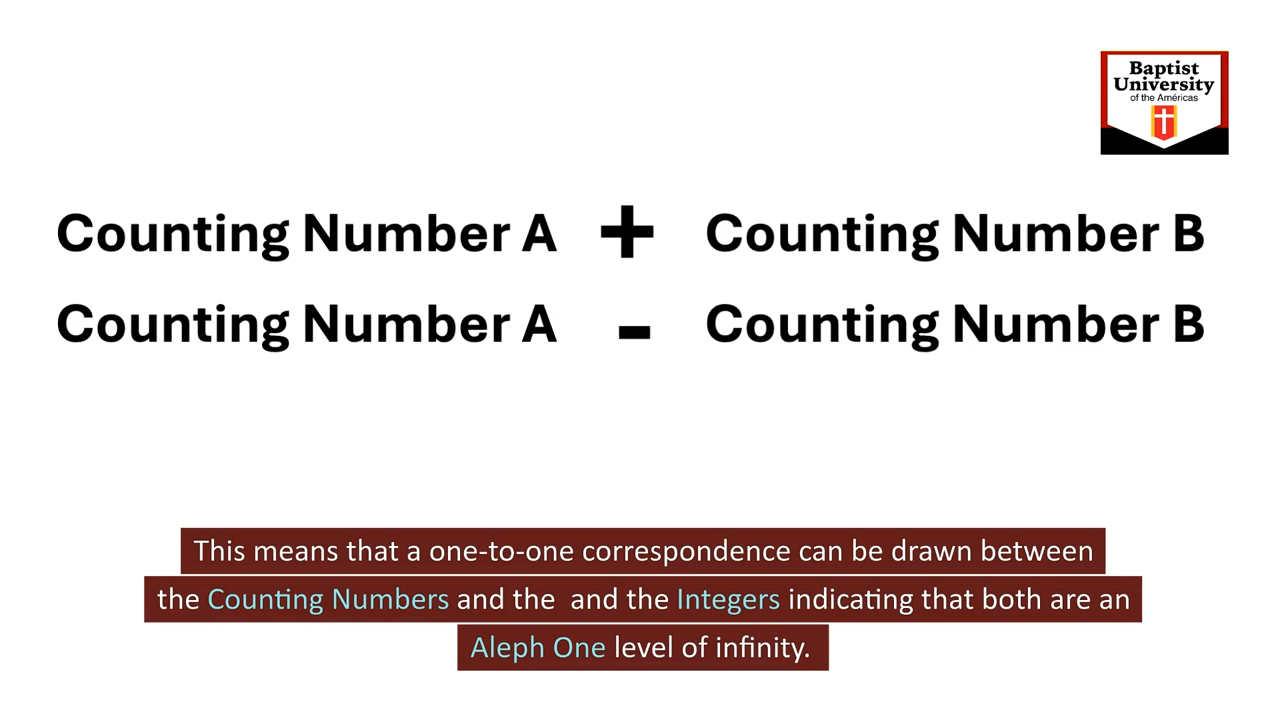 Baptist
University
of the Américas
Counting Number A + Counting Number B
Counting Number A - Counting Number B
This means that a one-to-one correspondence can be drawn between
the Counting Numbers and the  and the Integers indicating that both are an
Aleph One level of infinity.